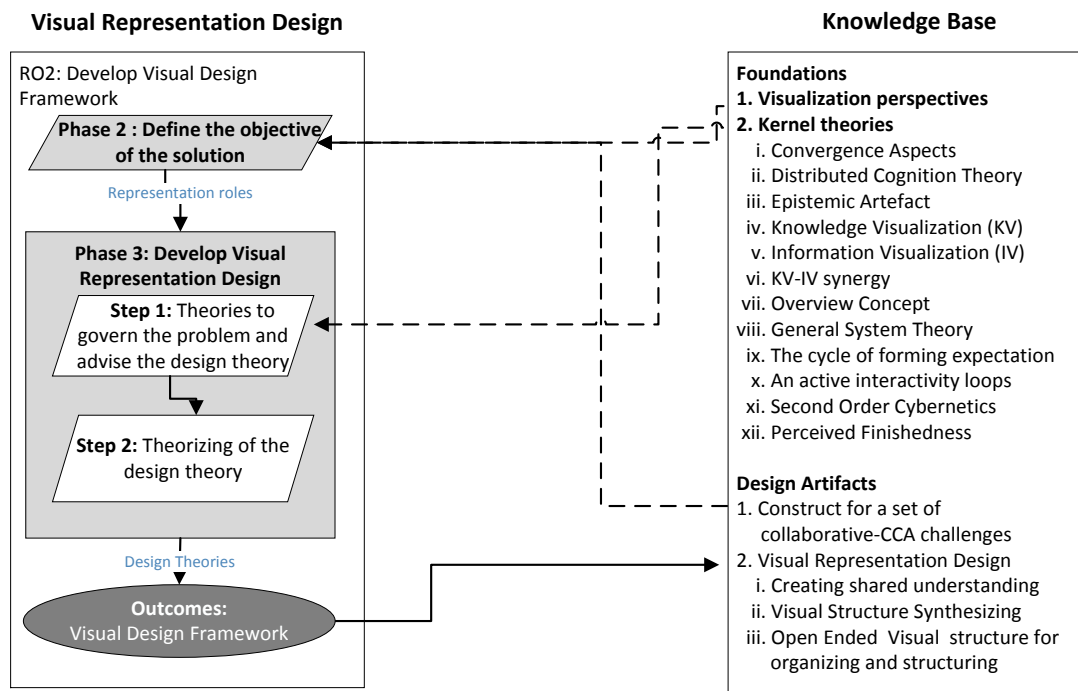 Visual Representation Design
RO2: Develop Visual Design
Framework
Phase 2 : Define the objective
of the solution
Representation roles
Phase 3: Develop Visual
Representation Design
Step 1: Theories to
govern the problem and
advise the design theory
Step 2: Theorizing of the
design theory
Design Theories
Outcomes:
Visual Design Framework
Knowledge Base
Foundations
1. Visualization perspectives
2. Kernel theories
i. Convergence Aspects
ii. Distributed Cognition Theory
iii. Epistemic Artefact
iv. Knowledge Visualization (KV)
v. Information Visualization (IV)
vi. KV-IV synergy
vii. Overview Concept
viii. General System Theory
ix. The cycle of forming expectation
x. An active interactivity loops
xi. Second Order Cybernetics
xii. Perceived Finishedness
Design Artifacts
1. Construct for a set of
collaborative-CCA challenges
2. Visual Representation Design
i. Creating shared understanding
ii. Visual Structure Synthesizing
iii. Open Ended Visual structure for
organizing and structuring